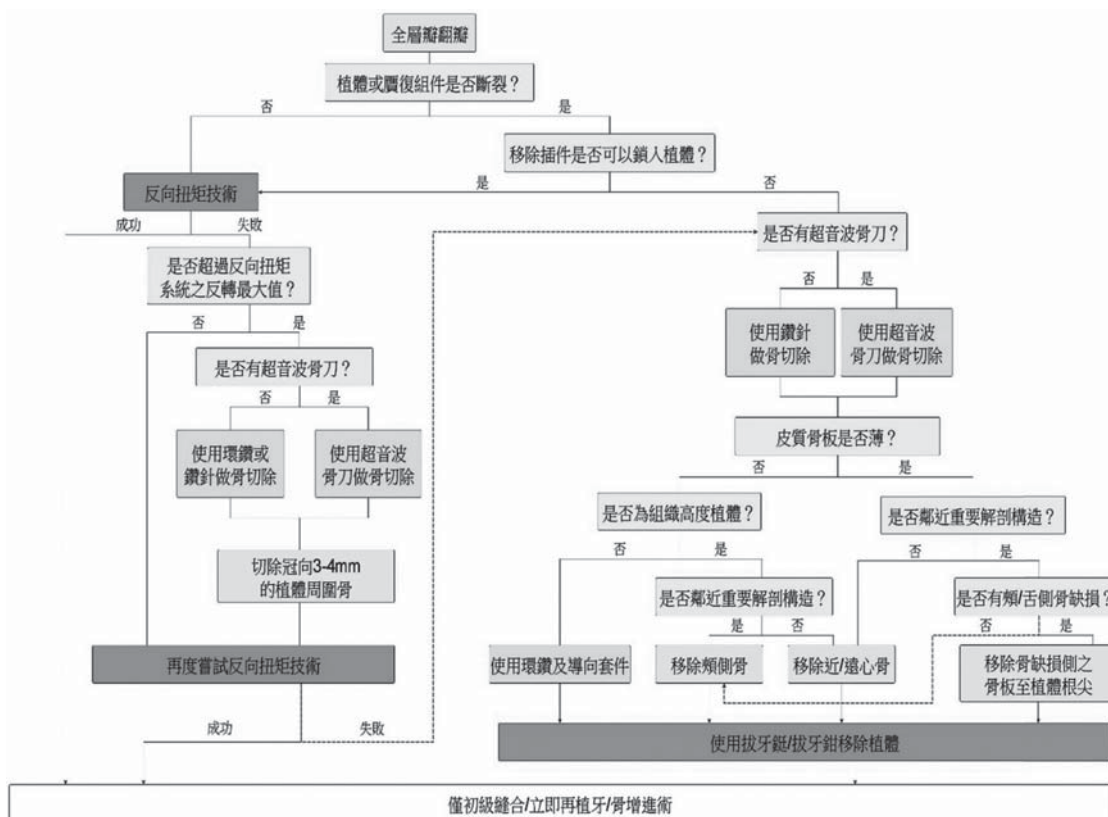 全層瓣翻瓣
植體或贗復組件是否斷裂？
否
是
移除插件是否可以鎖入植體？
是
否
反向扭矩技術
成功
失敗
是否超過反向扭矩
系統之反轉最大值？
否
是
是否有超音波骨刀？
否
是
使用環鑽或
鑽針做骨切除
使用超音波
骨刀做骨切除
切除冠向3-4mm
的植體周圍骨
再度嘗試反向扭矩技術
成功
失敗
是否有超音波骨刀？
否
是
使用鑽針
做骨切除
使用超音波
骨刀做骨切除
皮質骨板是否薄？
否
是
是否為組織高度植體？
否
是
是否鄰近重要解剖構造？
否
是
是否鄰近重要解剖構造？
是
否
是否有頰/舌側骨缺損？
否
是
使用環鑽及導向套件
移除頰側骨
移除近/遠心骨
移除骨缺損側之
骨板至植體根尖
使用拔牙鋌/拔牙鉗移除植體
僅初級縫合/立即再植牙/骨增進術